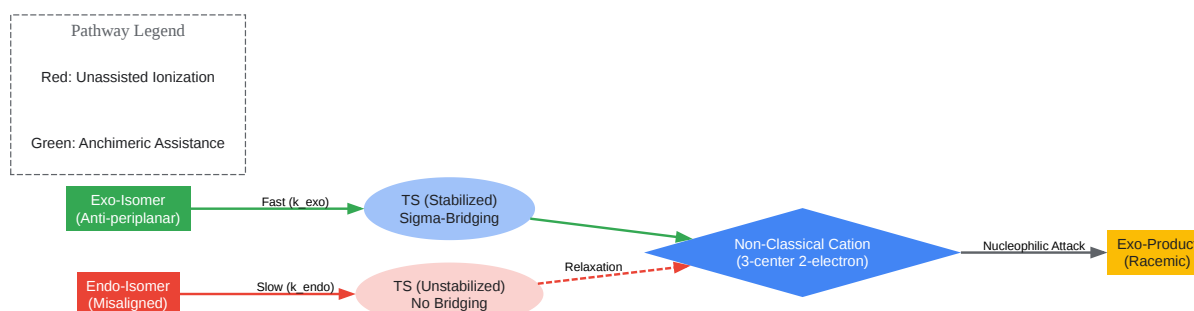 Pathway Legend
Red: Unassisted Ionization
Green: Anchimeric Assistance
Exo-Isomer
(Anti-periplanar)
Fast (k_exo)
TS (Stabilized)
Sigma-Bridging
Non-Classical Cation
(3-center 2-electron)
Nucleophilic Attack
Exo-Produc
(Racemic)
Relaxation
Endo-Isomer
(Misaligned)
Slow (k_endo)
TS (Unstabilized)
No Bridging